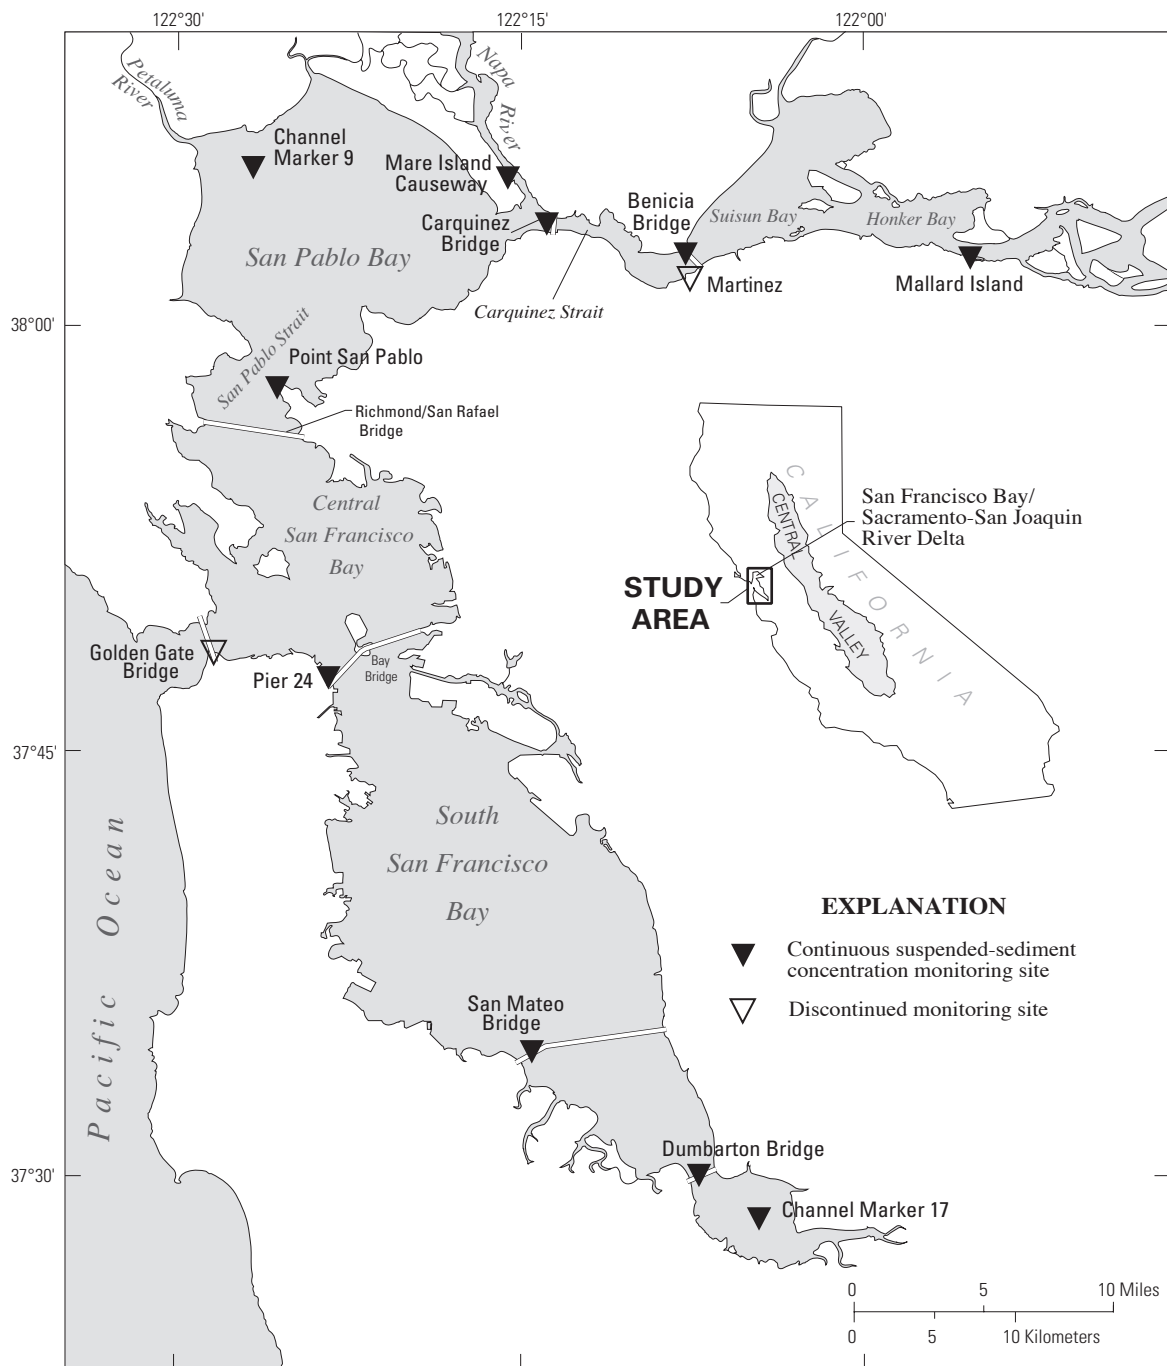 122°30'
122°15'
122°00'
Petaluma
River
Napa
River
Channel
Marker 9
Mare Island
Causeway
Carquinez
Bridge
Benicia
Bridge
Suisun Bay
Honker Bay
San Pablo Bay
Martinez
Mallard Island
Carquinez Strait
38°00'
San Pablo Strait
Point San Pablo
Richmond/San Rafael
Bridge
Central
San Francisco
Bay
CALIFORNIA
CENTRAL
VALLEY
San Francisco Bay/
Sacramento-San Joaquin
River Delta
STUDY
AREA
Golden Gate
Bridge
Pier 24
Bay
Bridge
37°45'
South
San Francisco
Bay
Pacific Ocean
EXPLANATION
Continuous suspended-sediment
concentration monitoring site
Discontinued monitoring site
San Mateo
Bridge
Dumbarton Bridge
37°30'
Channel Marker 17
0 5 10 Miles
0 5 10 Kilometers